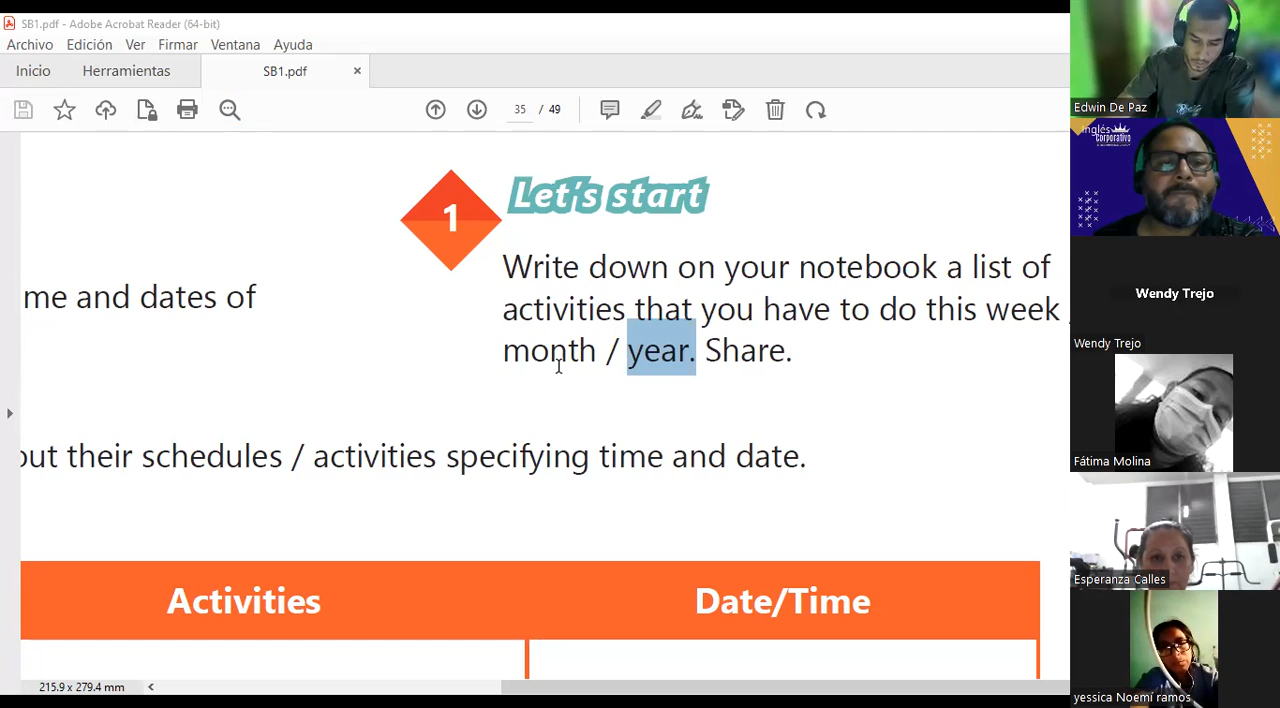 SB1.pdf - Adobe Acrobat Reader (64-bit)
Archivo Edición Ver Firmar Ventana Ayuda
Inicio Herramientas SB1.pdf ×
35 / 49
1
Let's start
Write down on your notebook a list of
activities that you have to do this week
month / year. Share.
me and dates of
out their schedules / activities specifying time and date.
Activities Date/Time
215.9 x 279.4 mm
Edwin De Paz
Inglés
Corporativo
Wendy Trejo
Wendy Trejo
Fátima Molina
Esperanza Calles
yessica Noemí ramos